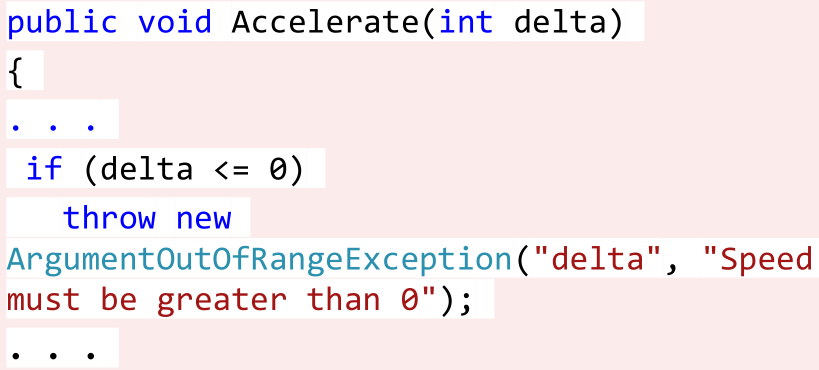 public void Accelerate(int delta)
{
. . .
if (delta <= 0)
throw new
ArgumentOutOfRangeException("delta", "Speed
must be greater than 0");
. . .